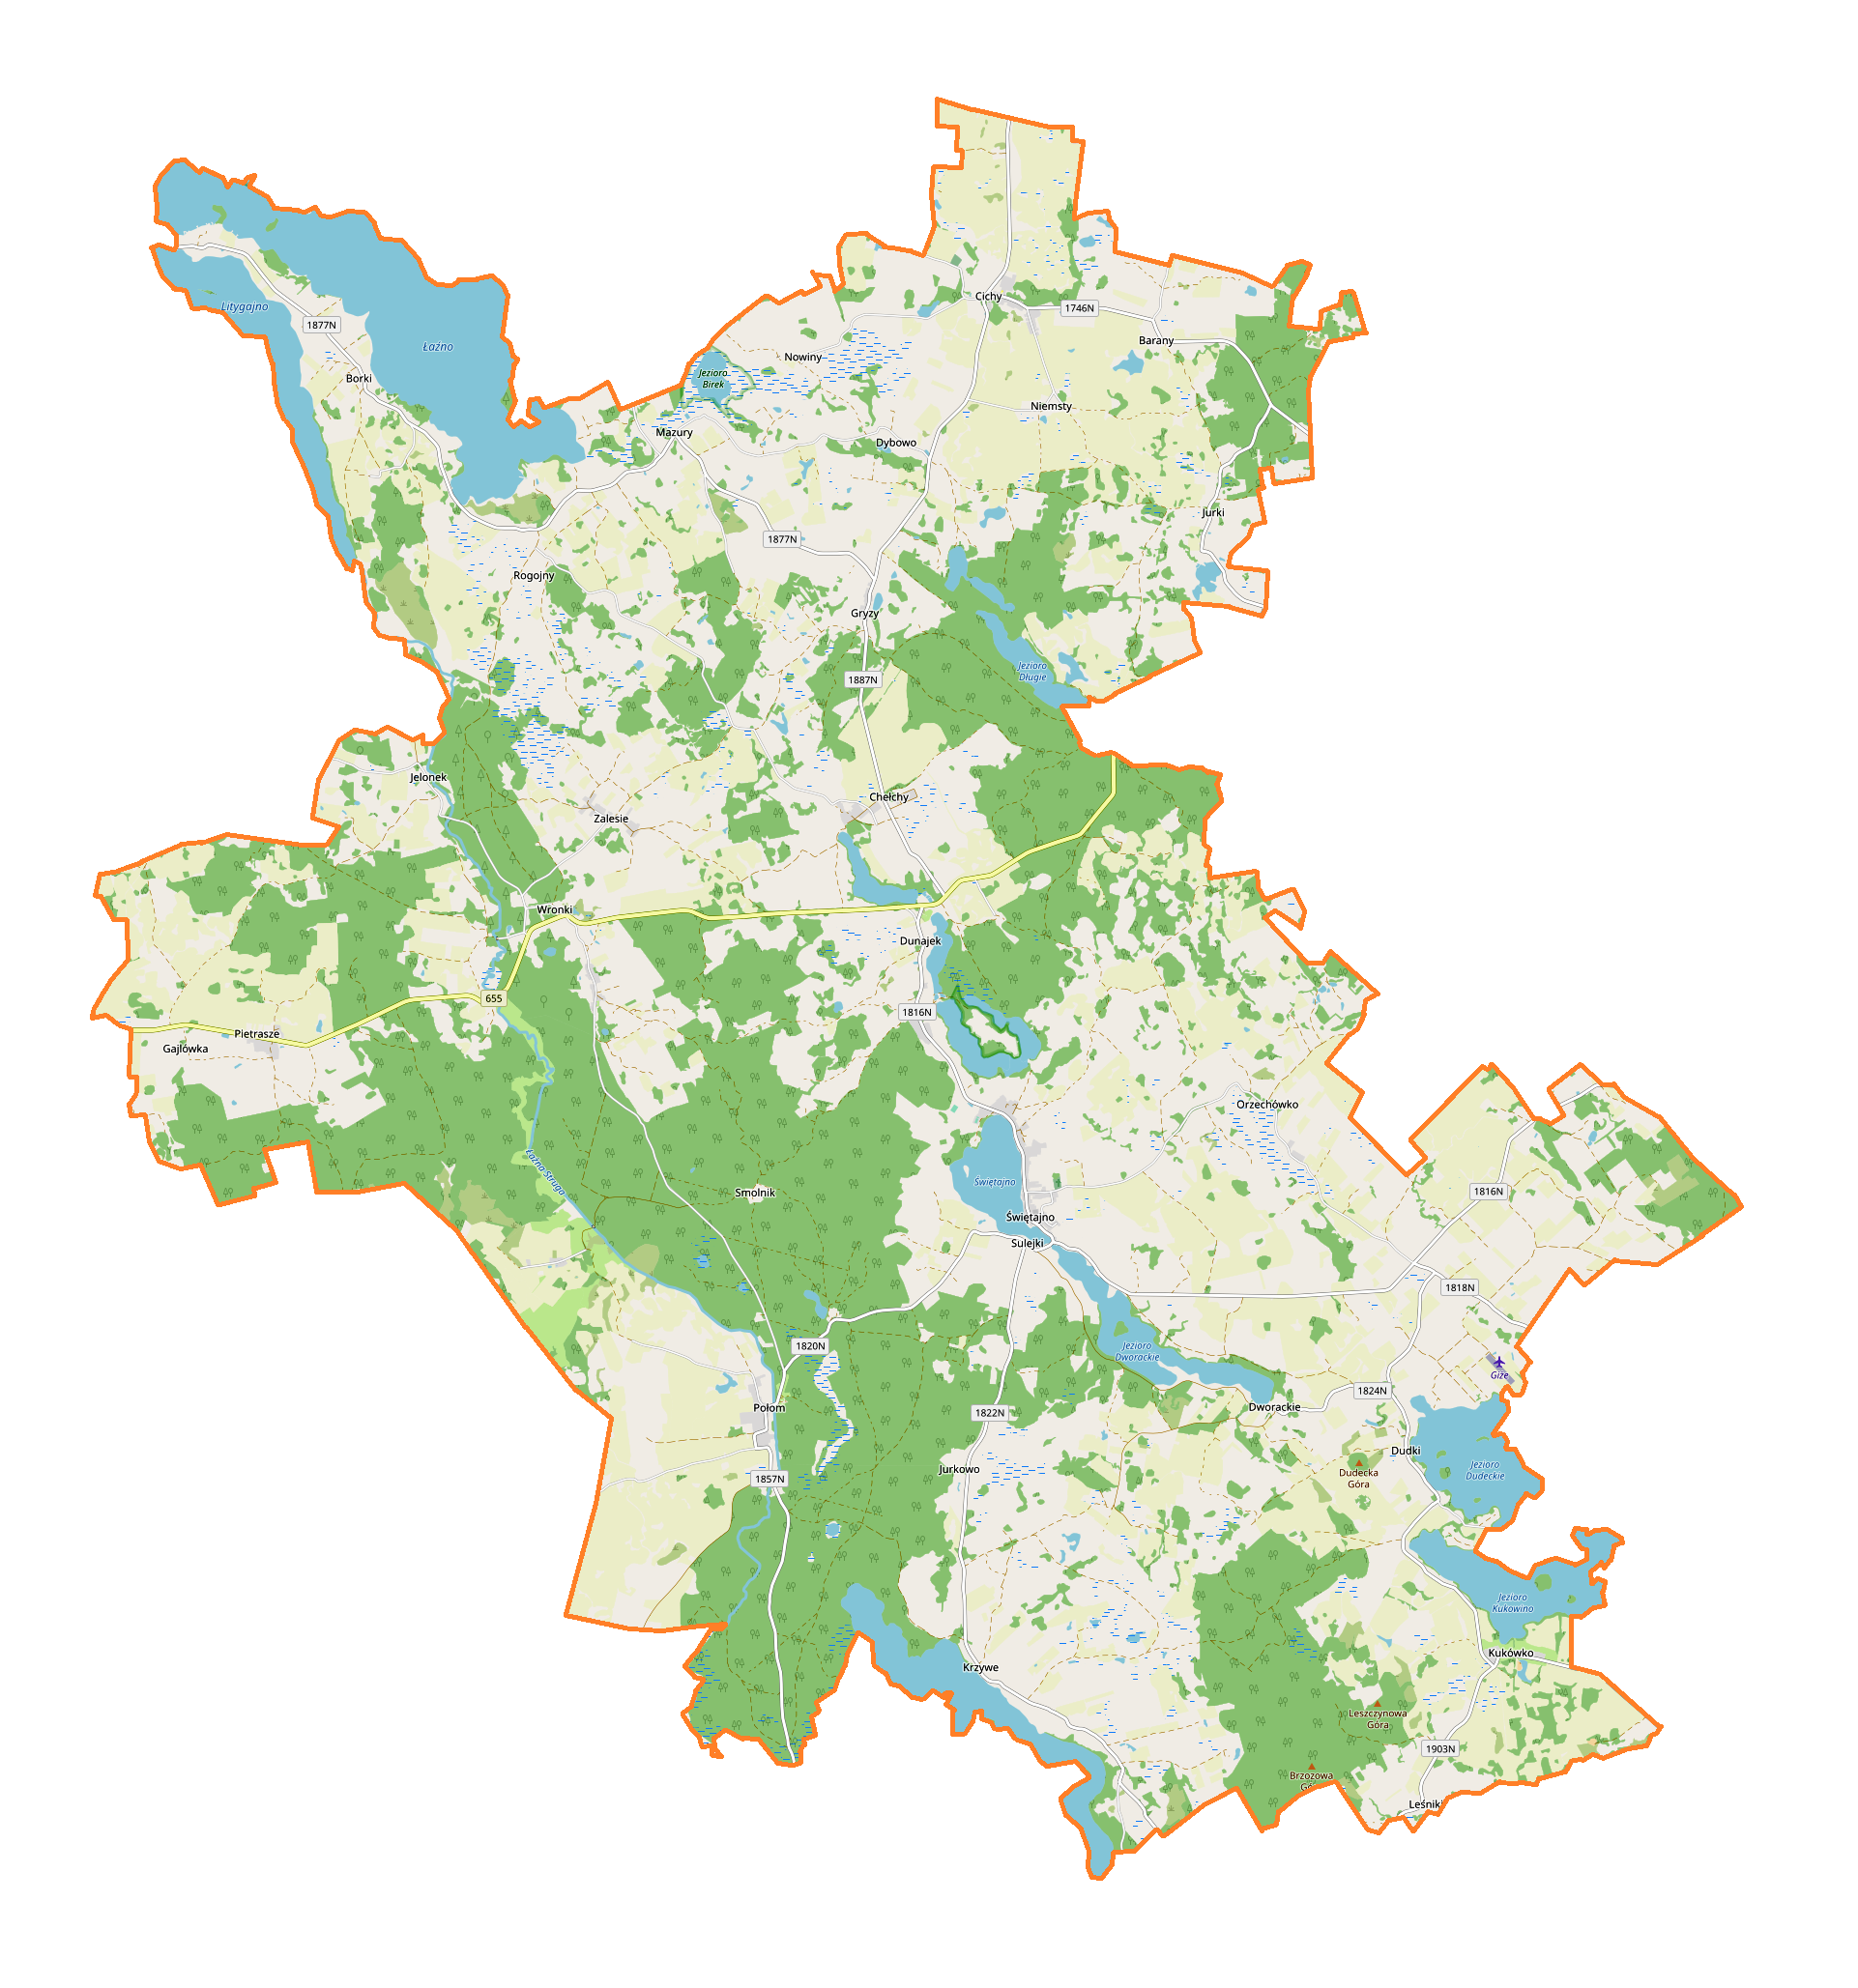 Cichy
1746N
Litygajno
1877N
Barany
Łaźno
Nowiny
Jezioro
Birek
Borki
Niemsty
Mazury
Dybowo
Jurki
1877N
Rogojny
Gryzy
Jezioro
Długie
1887N
Jelonek
Chełchy
Zalesie
Wronki
Dunajek
655
1816N
Pietrasze
Gajlówka
Orzechówko
Łaźna Struga
Świętajno
Smolnik
1816N
Świętajno
Sulejki
1818N
1820N
Jezioro
Dworackie
Giże
1824N
Połom
Dworackie
1822N
Dudki
Jurkowo
Jezioro
Dudeckie
Dudecka
Góra
1857N
Jezioro
Kukowino
Kukówko
Krzywe
Leszczynowa
Góra
1903N
Brzozowa
Leśnik